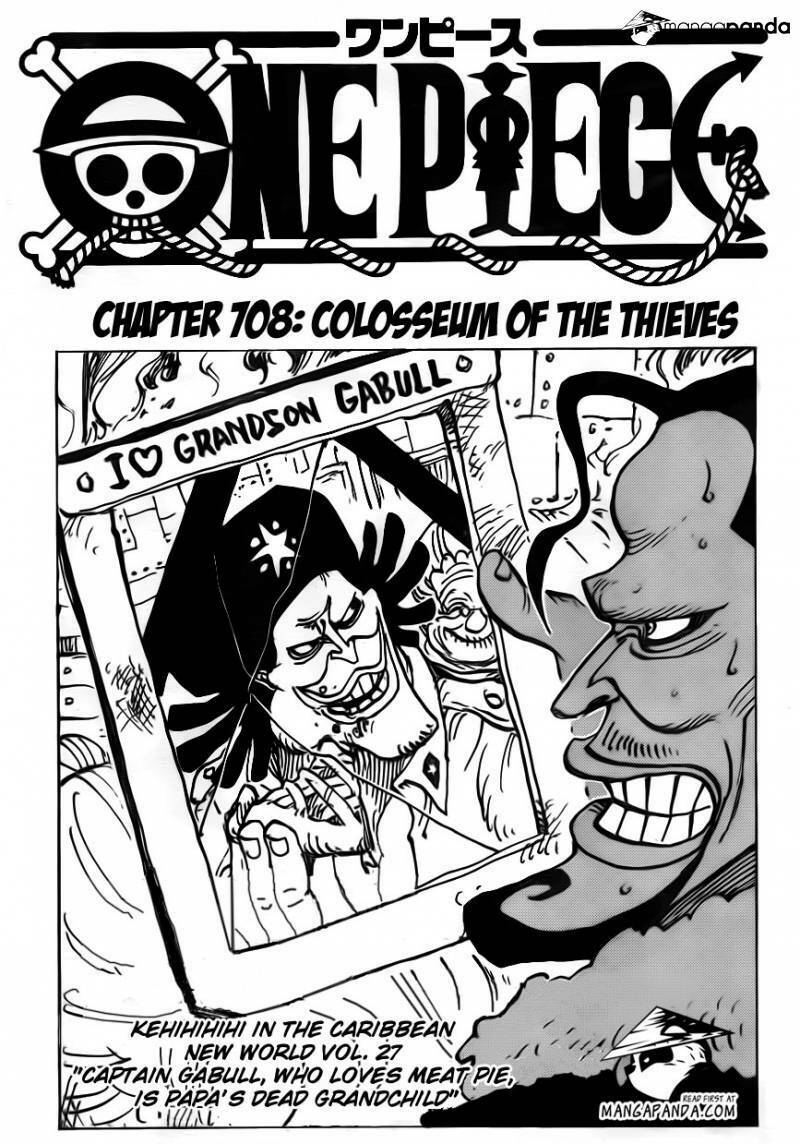 mangapanda
ワンピース
ONE PIECE
CHAPTER 708: COLOSSEUM OF THE THIEVES
I♡ GRANDSON GABULL
KEHIHIHIHI IN THE CARIBBEAN
NEW WORLD VOL. 27
"CAPTAIN GABULL, WHO LOVES MEAT PIE,
IS PAPA'S DEAD GRANDCHILD"
READ FIRST AT
MANGAPANDA.COM